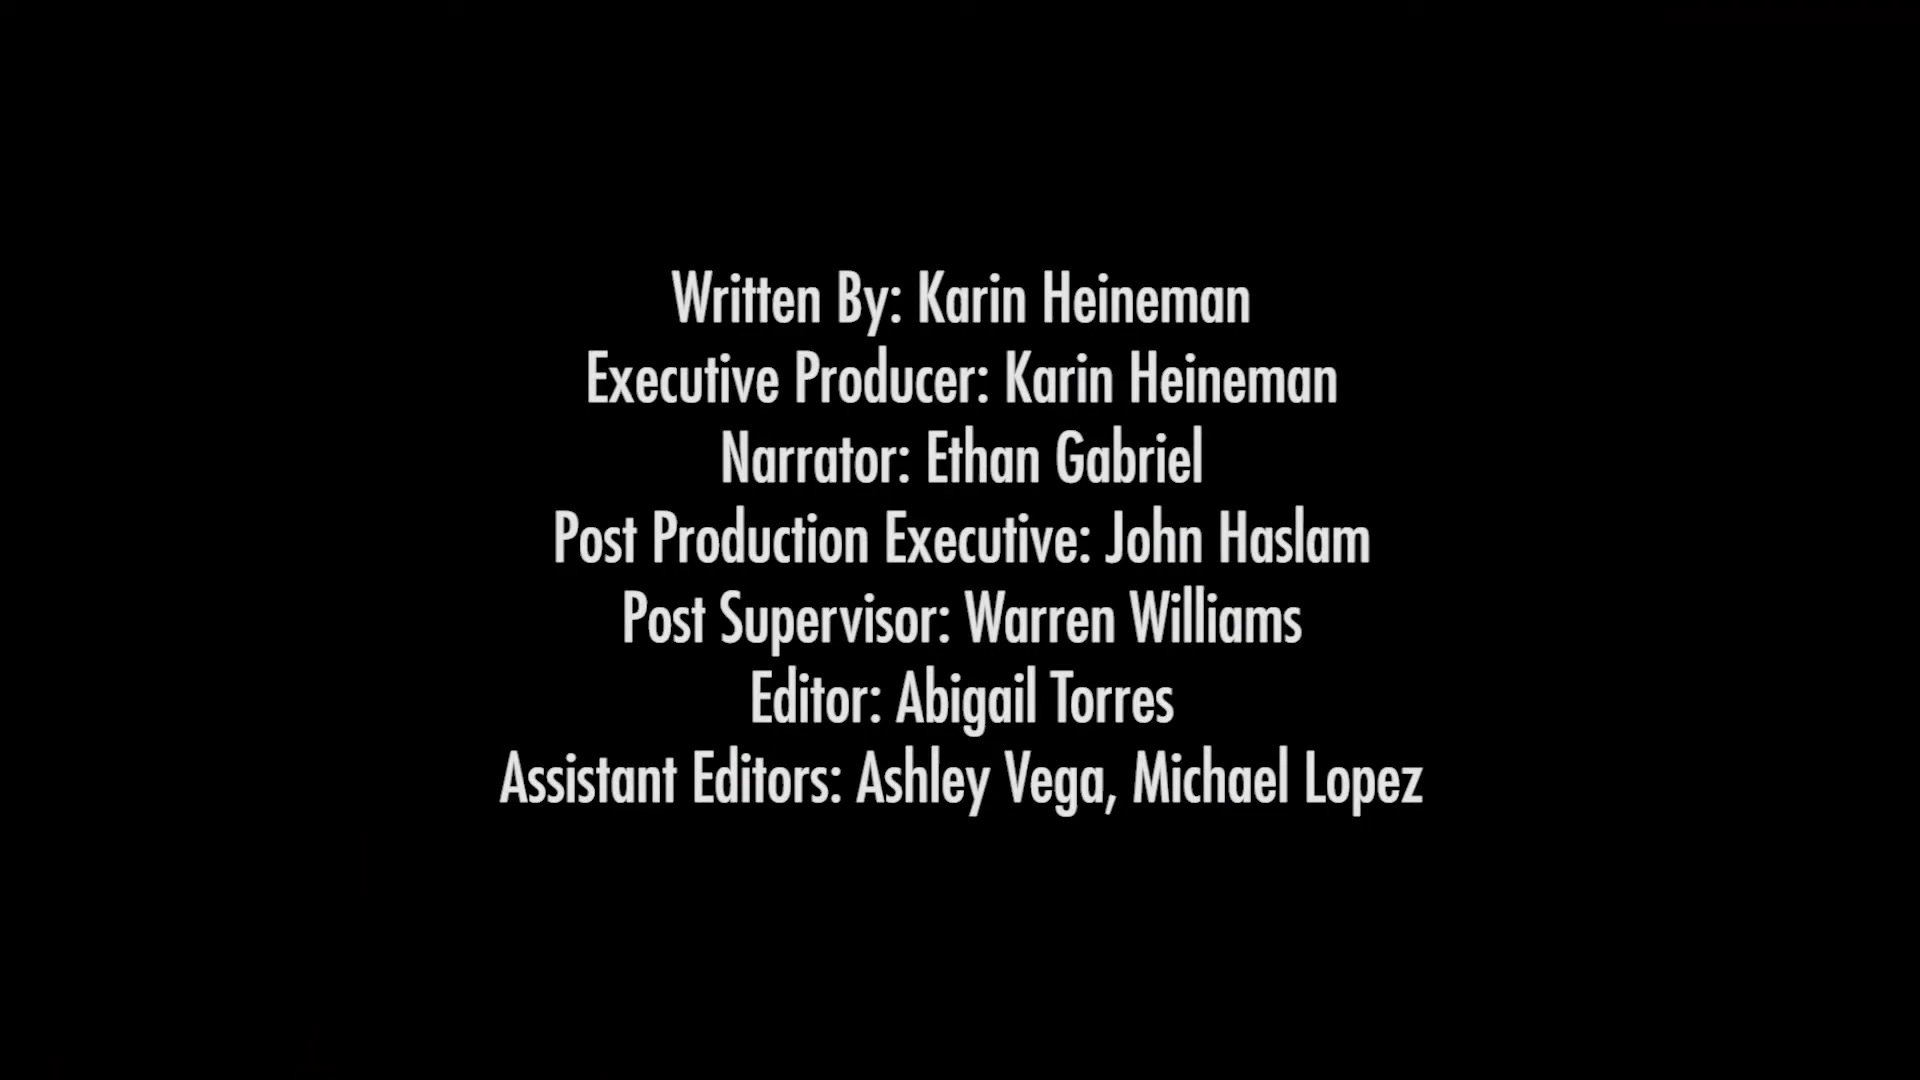 Written By: Karin Heineman
Executive Producer: Karin Heineman
Narrator: Ethan Gabriel
Post Production Executive: John Haslam
Post Supervisor: Warren Williams
Editor: Abigail Torres
Assistant Editors: Ashley Vega, Michael Lopez